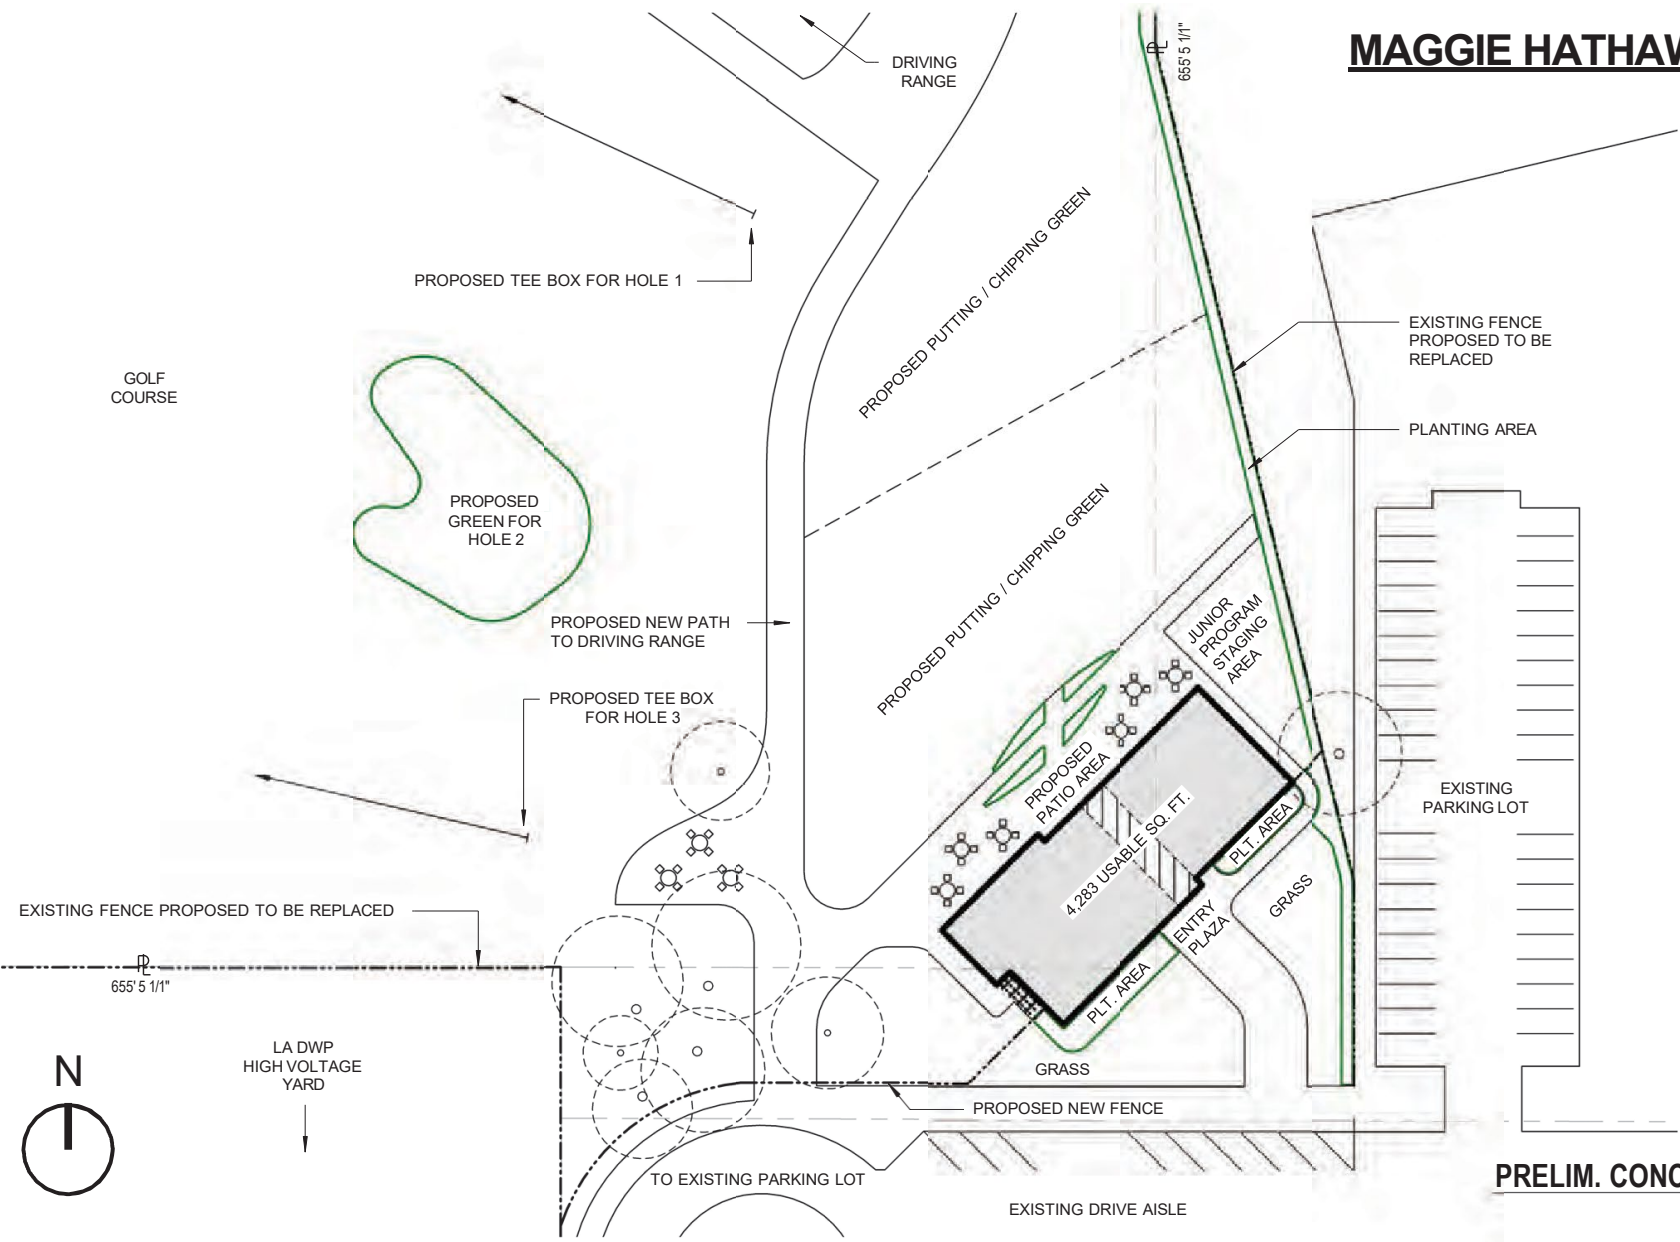 MAGGIE HATHAW
655' 5 1/1"
DRIVING
RANGE
PROPOSED TEE BOX FOR HOLE 1
PROPOSED PUTTING / CHIPPING GREEN
EXISTING FENCE
PROPOSED TO BE
REPLACED
GOLF
COURSE
PLANTING AREA
PROPOSED
GREEN FOR
HOLE 2
PROPOSED PUTTING / CHIPPING GREEN
PROPOSED NEW PATH
TO DRIVING RANGE
JUNIOR
PROGRAM
STAGING
AREA
PROPOSED TEE BOX
FOR HOLE 3
PROPOSED
PATIO AREA
EXISTING
PARKING LOT
4,283 USABLE SQ. FT.
PLT. AREA
GRASS
ENTRY
PLAZA
EXISTING FENCE PROPOSED TO BE REPLACED
PL
655' 5 1/1"
PLT. AREA
LA DWP
HIGH VOLTAGE
YARD
N
GRASS
PROPOSED NEW FENCE
TO EXISTING PARKING LOT
EXISTING DRIVE AISLE
PRELIM. CONC